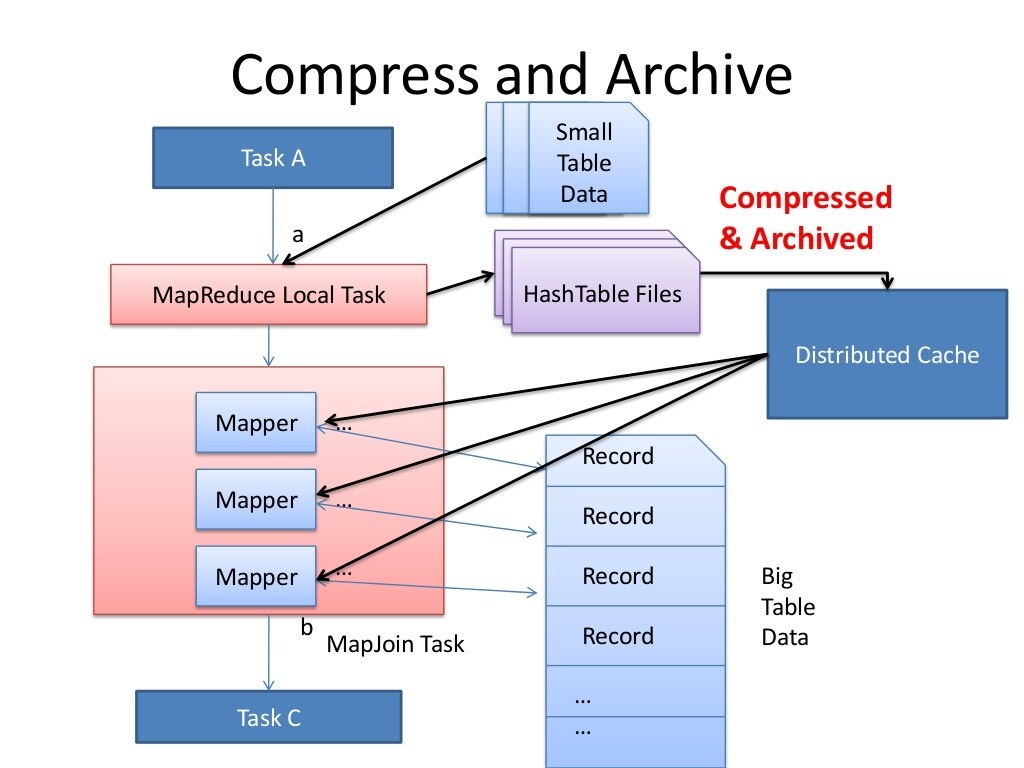 Compress and Archive
Task A
Small
Table
Data
Compressed
& Archived
a
MapReduce Local Task
HashTable Files
Distributed Cache
Mapper
...
Mapper
...
Mapper
...
Record
Record
Record
Record
...
...
Big
Table
Data
b
MapJoin Task
Task C